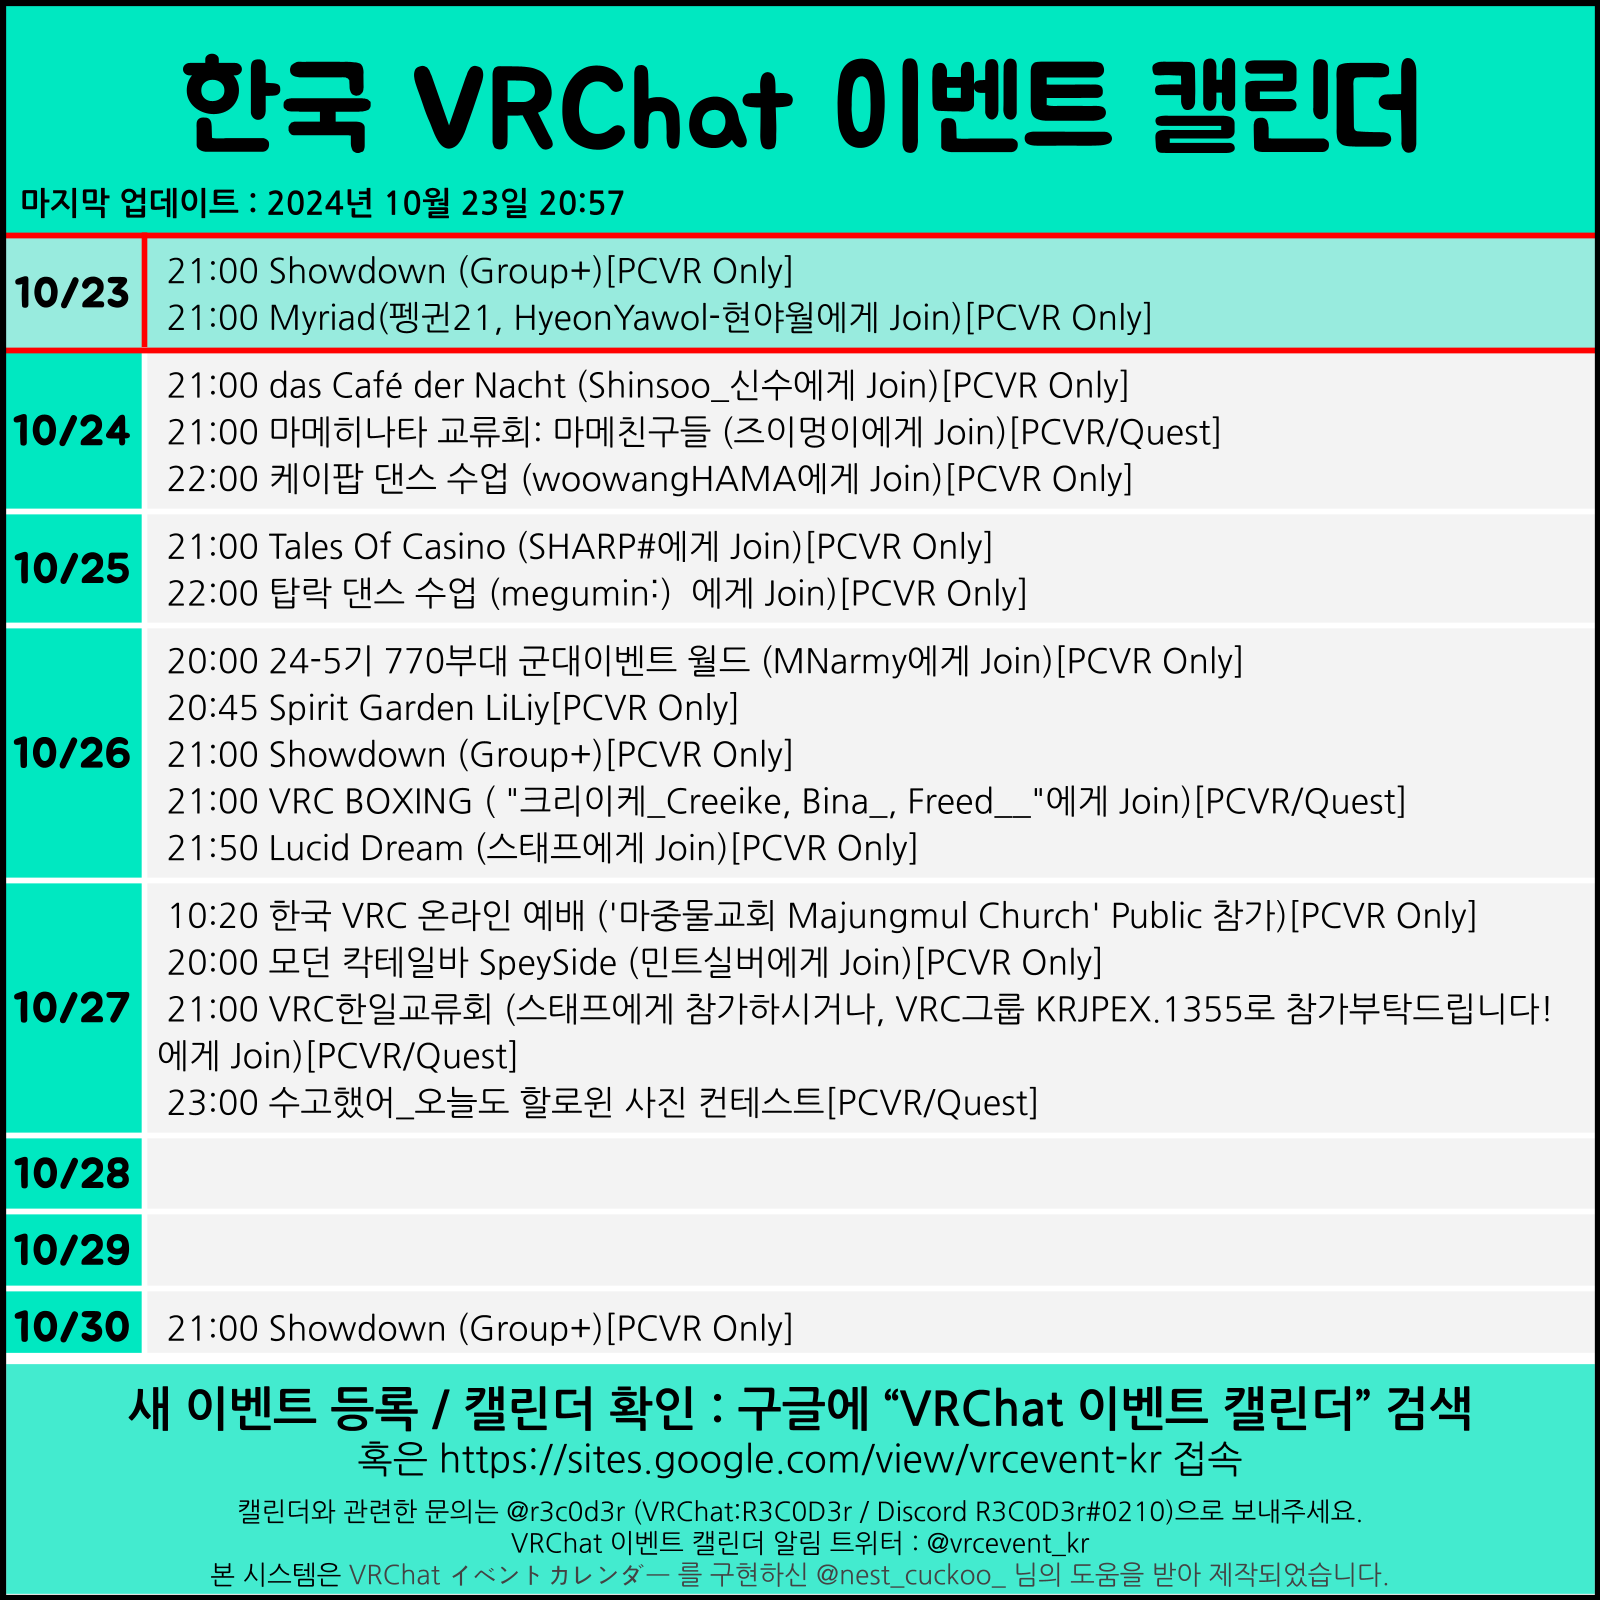 한국 VRChat 이벤트 캘린더
마지막 업데이트 : 2024년 10월 23일 20:57
10/23
21:00 Showdown (Group+)[PCVR Only]
21:00 Myriad(펭귄21, HyeonYawol-현야월에게 Join)[PCVR Only]
10/24
21:00 das Café der Nacht (Shinsoo_신수에게 Join)[PCVR Only]
21:00 마메히나타 교류회: 마메친구들 (즈이멍이에게 Join)[PCVR/Quest]
22:00 케이팝 댄스 수업 (woowangHAMA에게 Join)[PCVR Only]
10/25
21:00 Tales Of Casino (SHARP#에게 Join)[PCVR Only]
22:00 탑락 댄스 수업 (megumin:)  에게 Join)[PCVR Only]
10/26
20:00 24-5기 770부대 군대이벤트 월드 (MNarmy에게 Join)[PCVR Only]
20:45 Spirit Garden LiLiy[PCVR Only]
21:00 Showdown (Group+)[PCVR Only]
21:00 VRC BOXING ( "크리이케_Creeike, Bina_, Freed__"에게 Join)[PCVR/Quest]
21:50 Lucid Dream (스태프에게 Join)[PCVR Only]
10/27
10:20 한국 VRC 온라인 예배 ('마중물교회 Majungmul Church' Public 참가)[PCVR Only]
20:00 모던 칵테일바 SpeySide (민트실버에게 Join)[PCVR Only]
21:00 VRC한일교류회 (스태프에게 참가하시거나, VRC그룹 KRJPEX.1355로 참가부탁드립니다!
에게 Join)[PCVR/Quest]
23:00 수고했어_오늘도 할로윈 사진 컨테스트[PCVR/Quest]
10/28
10/29
10/30
21:00 Showdown (Group+)[PCVR Only]
새 이벤트 등록 / 캘린더 확인 : 구글에 “VRChat 이벤트 캘린더” 검색
혹은 https://sites.google.com/view/vrcevent-kr 접속
캘린더와 관련한 문의는 @r3c0d3r (VRChat:R3C0D3r / Discord R3C0D3r#0210)으로 보내주세요.
VRChat 이벤트 캘린더 알림 트위터 : @vrcevent_kr
본 시스템은 VRChat イベントカレンダー 를 구현하신 @nest_cuckoo_ 님의 도움을 받아 제작되었습니다.